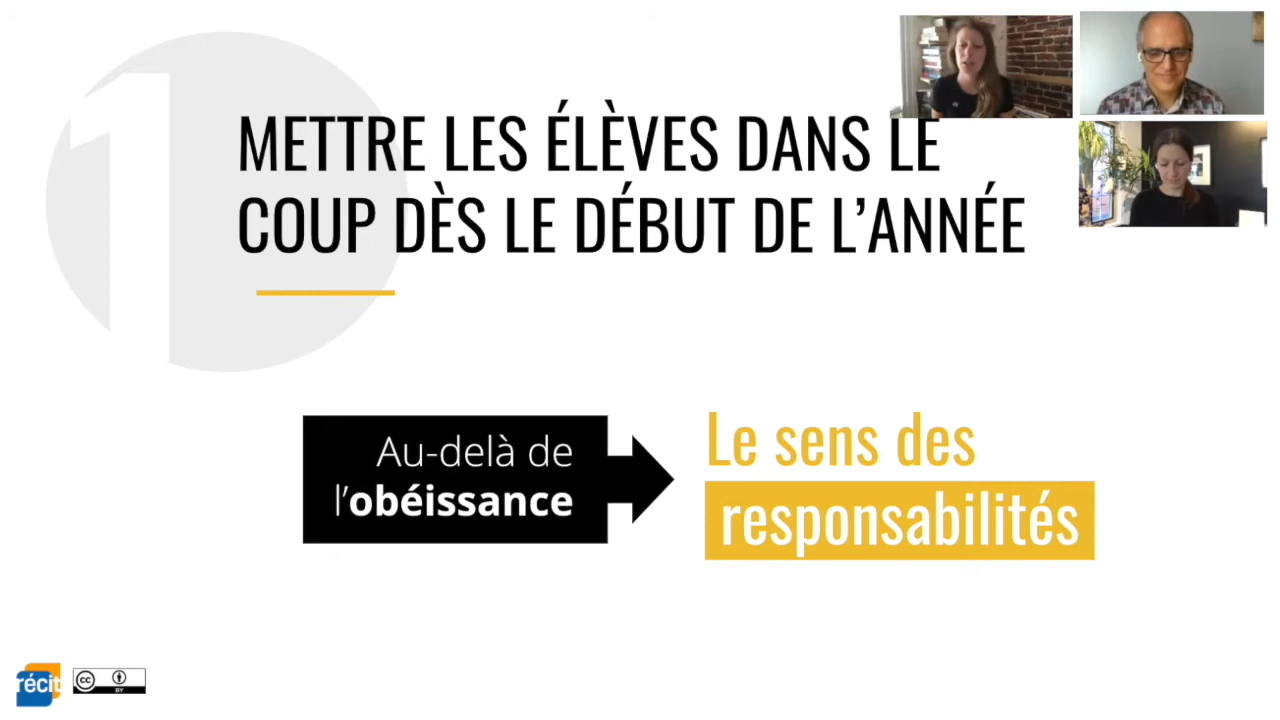 1
METTRE LES ÉLÈVES DANS LE
COUP DÈS LE DÉBUT DE L’ANNÉE
Au-delà de
l’obéissance
Le sens des
responsabilités
récit
cc
BY